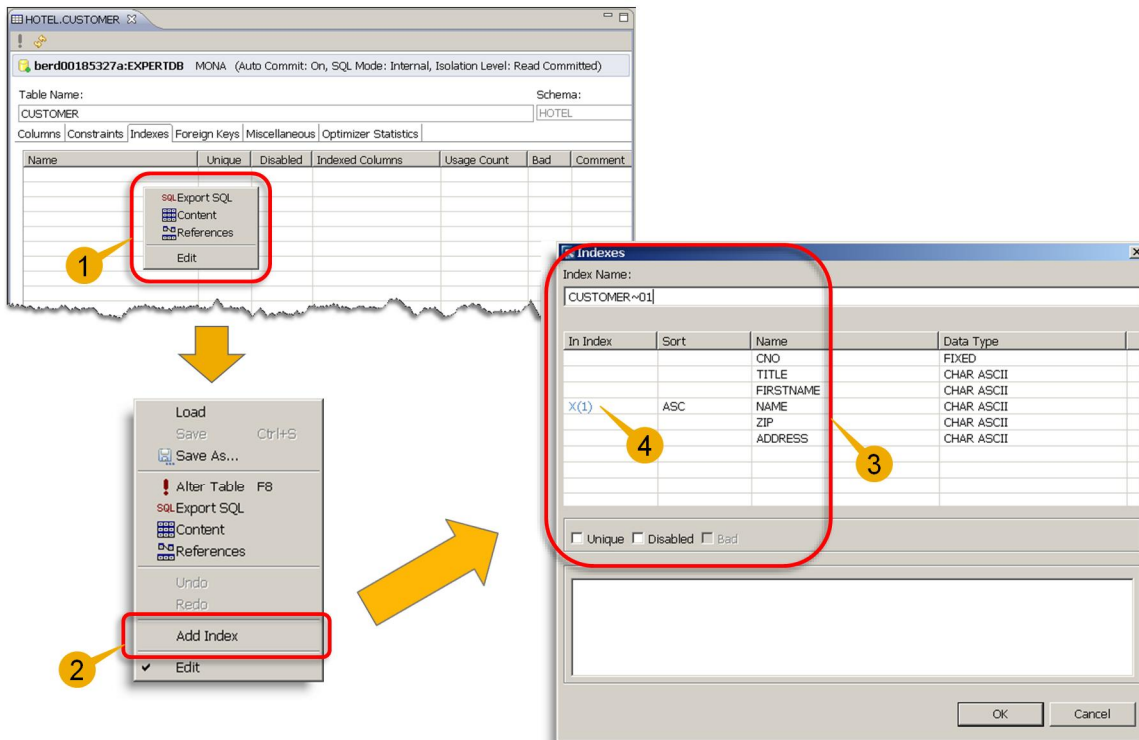 HOTEL.CUSTOMER
berd00185327a:EXPERTDB MONA (Auto Commit: On, SQL Mode: Internal, Isolation Level: Read Committed)
Table Name: Schema:
CUSTOMER HOTEL
Columns Constraints Indexes Foreign Keys Miscellaneous Optimizer Statistics
Name Unique Disabled Indexed Columns Usage Count Bad Comment
SQL Export SQL
Content
References
Edit
1
Load
Save Ctrl+S
Save As...
Alter Table F8
SQL Export SQL
Content
References
Undo
Redo
Add Index
Edit
2
Indexes
Index Name:
CUSTOMER~01
In Index Sort Name Data Type
CNO FIXED
TITLE CHAR ASCII
FIRSTNAME CHAR ASCII
X(1) ASC NAME CHAR ASCII
ZIP CHAR ASCII
ADDRESS CHAR ASCII
4
3
Unique Disabled Bad
OK Cancel